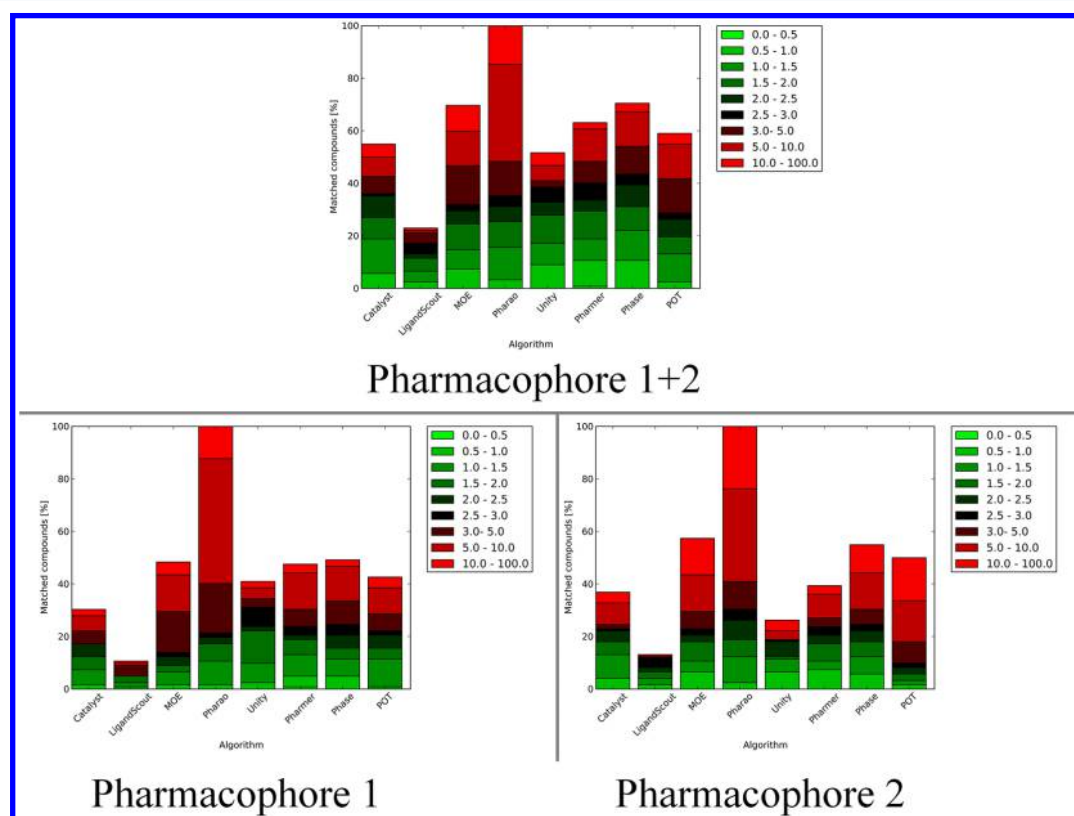 100
80
60
40
20
0
Matched compounds [%]
Catalyst
LigandScout
MOE
Pharao
Unity
Pharmer
Phase
POT
Algorithm
0.0 - 0.5
0.5 - 1.0
1.0 - 1.5
1.5 - 2.0
2.0 - 2.5
2.5 - 3.0
3.0- 5.0
5.0 - 10.0
10.0 - 100.0
Pharmacophore 1+2
100
80
60
40
20
0
Matched compounds [%]
Catalyst
LigandScout
MOE
Pharao
Unity
Pharmer
Phase
POT
Algorithm
0.0 - 0.5
0.5 - 1.0
1.0 - 1.5
1.5 - 2.0
2.0 - 2.5
2.5 - 3.0
3.0- 5.0
5.0 - 10.0
10.0 - 100.0
Pharmacophore 1
100
80
60
40
20
0
Matched compounds [%]
Catalyst
LigandScout
MOE
Pharao
Unity
Pharmer
Phase
POT
Algorithm
0.0 - 0.5
0.5 - 1.0
1.0 - 1.5
1.5 - 2.0
2.0 - 2.5
2.5 - 3.0
3.0- 5.0
5.0 - 10.0
10.0 - 100.0
Pharmacophore 2